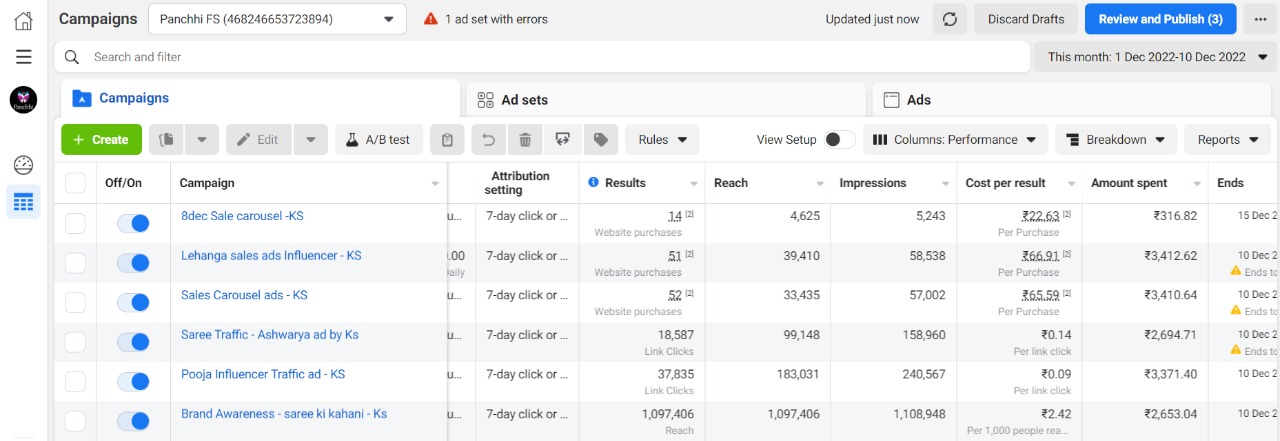 Campaigns Panchhi FS (468246653723894) 1 ad set with errors Updated just now Discard Drafts Review and Publish (3)
Search and filter This month: 1 Dec 2022-10 Dec 2022
Campaigns Ad sets Ads
+ Create Edit A/B test Rules View Setup Columns: Performance Breakdown Reports
Off/On Campaign Attribution setting Results Reach Impressions Cost per result Amount spent Ends
8dec Sale carousel -KS u... 7-day click or ... 14 [2] 4,625 5,243 ₹22.63 [2] ₹316.82 15 Dec 2
Website purchases Per Purchase
Lehanga sales ads Influencer - KS .00 7-day click or ... 51 [2] 39,410 58,538 ₹66.91 [2] ₹3,412.62 10 Dec 2
aily Website purchases Per Purchase Ends to
Sales Carousel ads - KS u... 7-day click or ... 52 [2] 33,435 57,002 ₹65.59 [2] ₹3,410.64 10 Dec 2
Website purchases Per Purchase Ends to
Saree Traffic - Ashwarya ad by Ks u... 7-day click or ... 18,587 99,148 158,960 ₹0.14 ₹2,694.71 10 Dec 2
Link Clicks Per link click Ends to
Pooja Influencer Traffic ad - KS u... 7-day click or ... 37,835 183,031 240,567 ₹0.09 ₹3,371.40 10 Dec 2
Link Clicks Per link click
Brand Awareness - saree ki kahani - Ks u... 7-day click or ... 1,097,406 1,097,406 1,108,948 ₹2.42 ₹2,653.04 10 Dec 2
Reach Per 1,000 people rea...